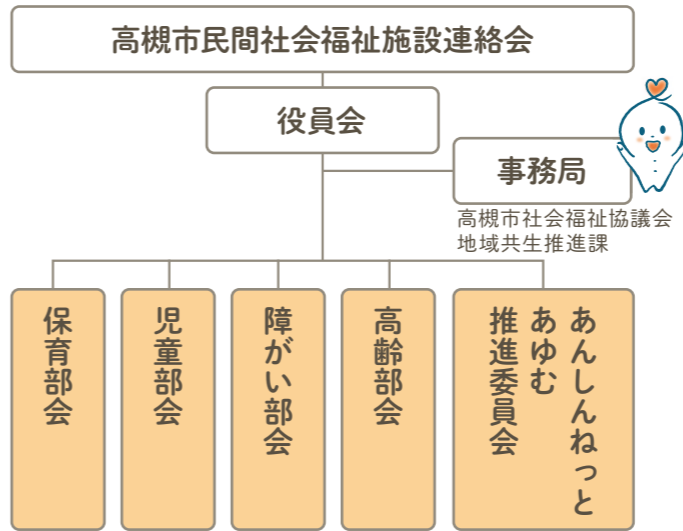 高槻市民間社会福祉施設連絡会
役員会
事務局
高槻市社会福祉協議会
地域共生推進課
保育部会
児童部会
障がい部会
高齢部会
あんしんねっと
あゆむ
推進委員会